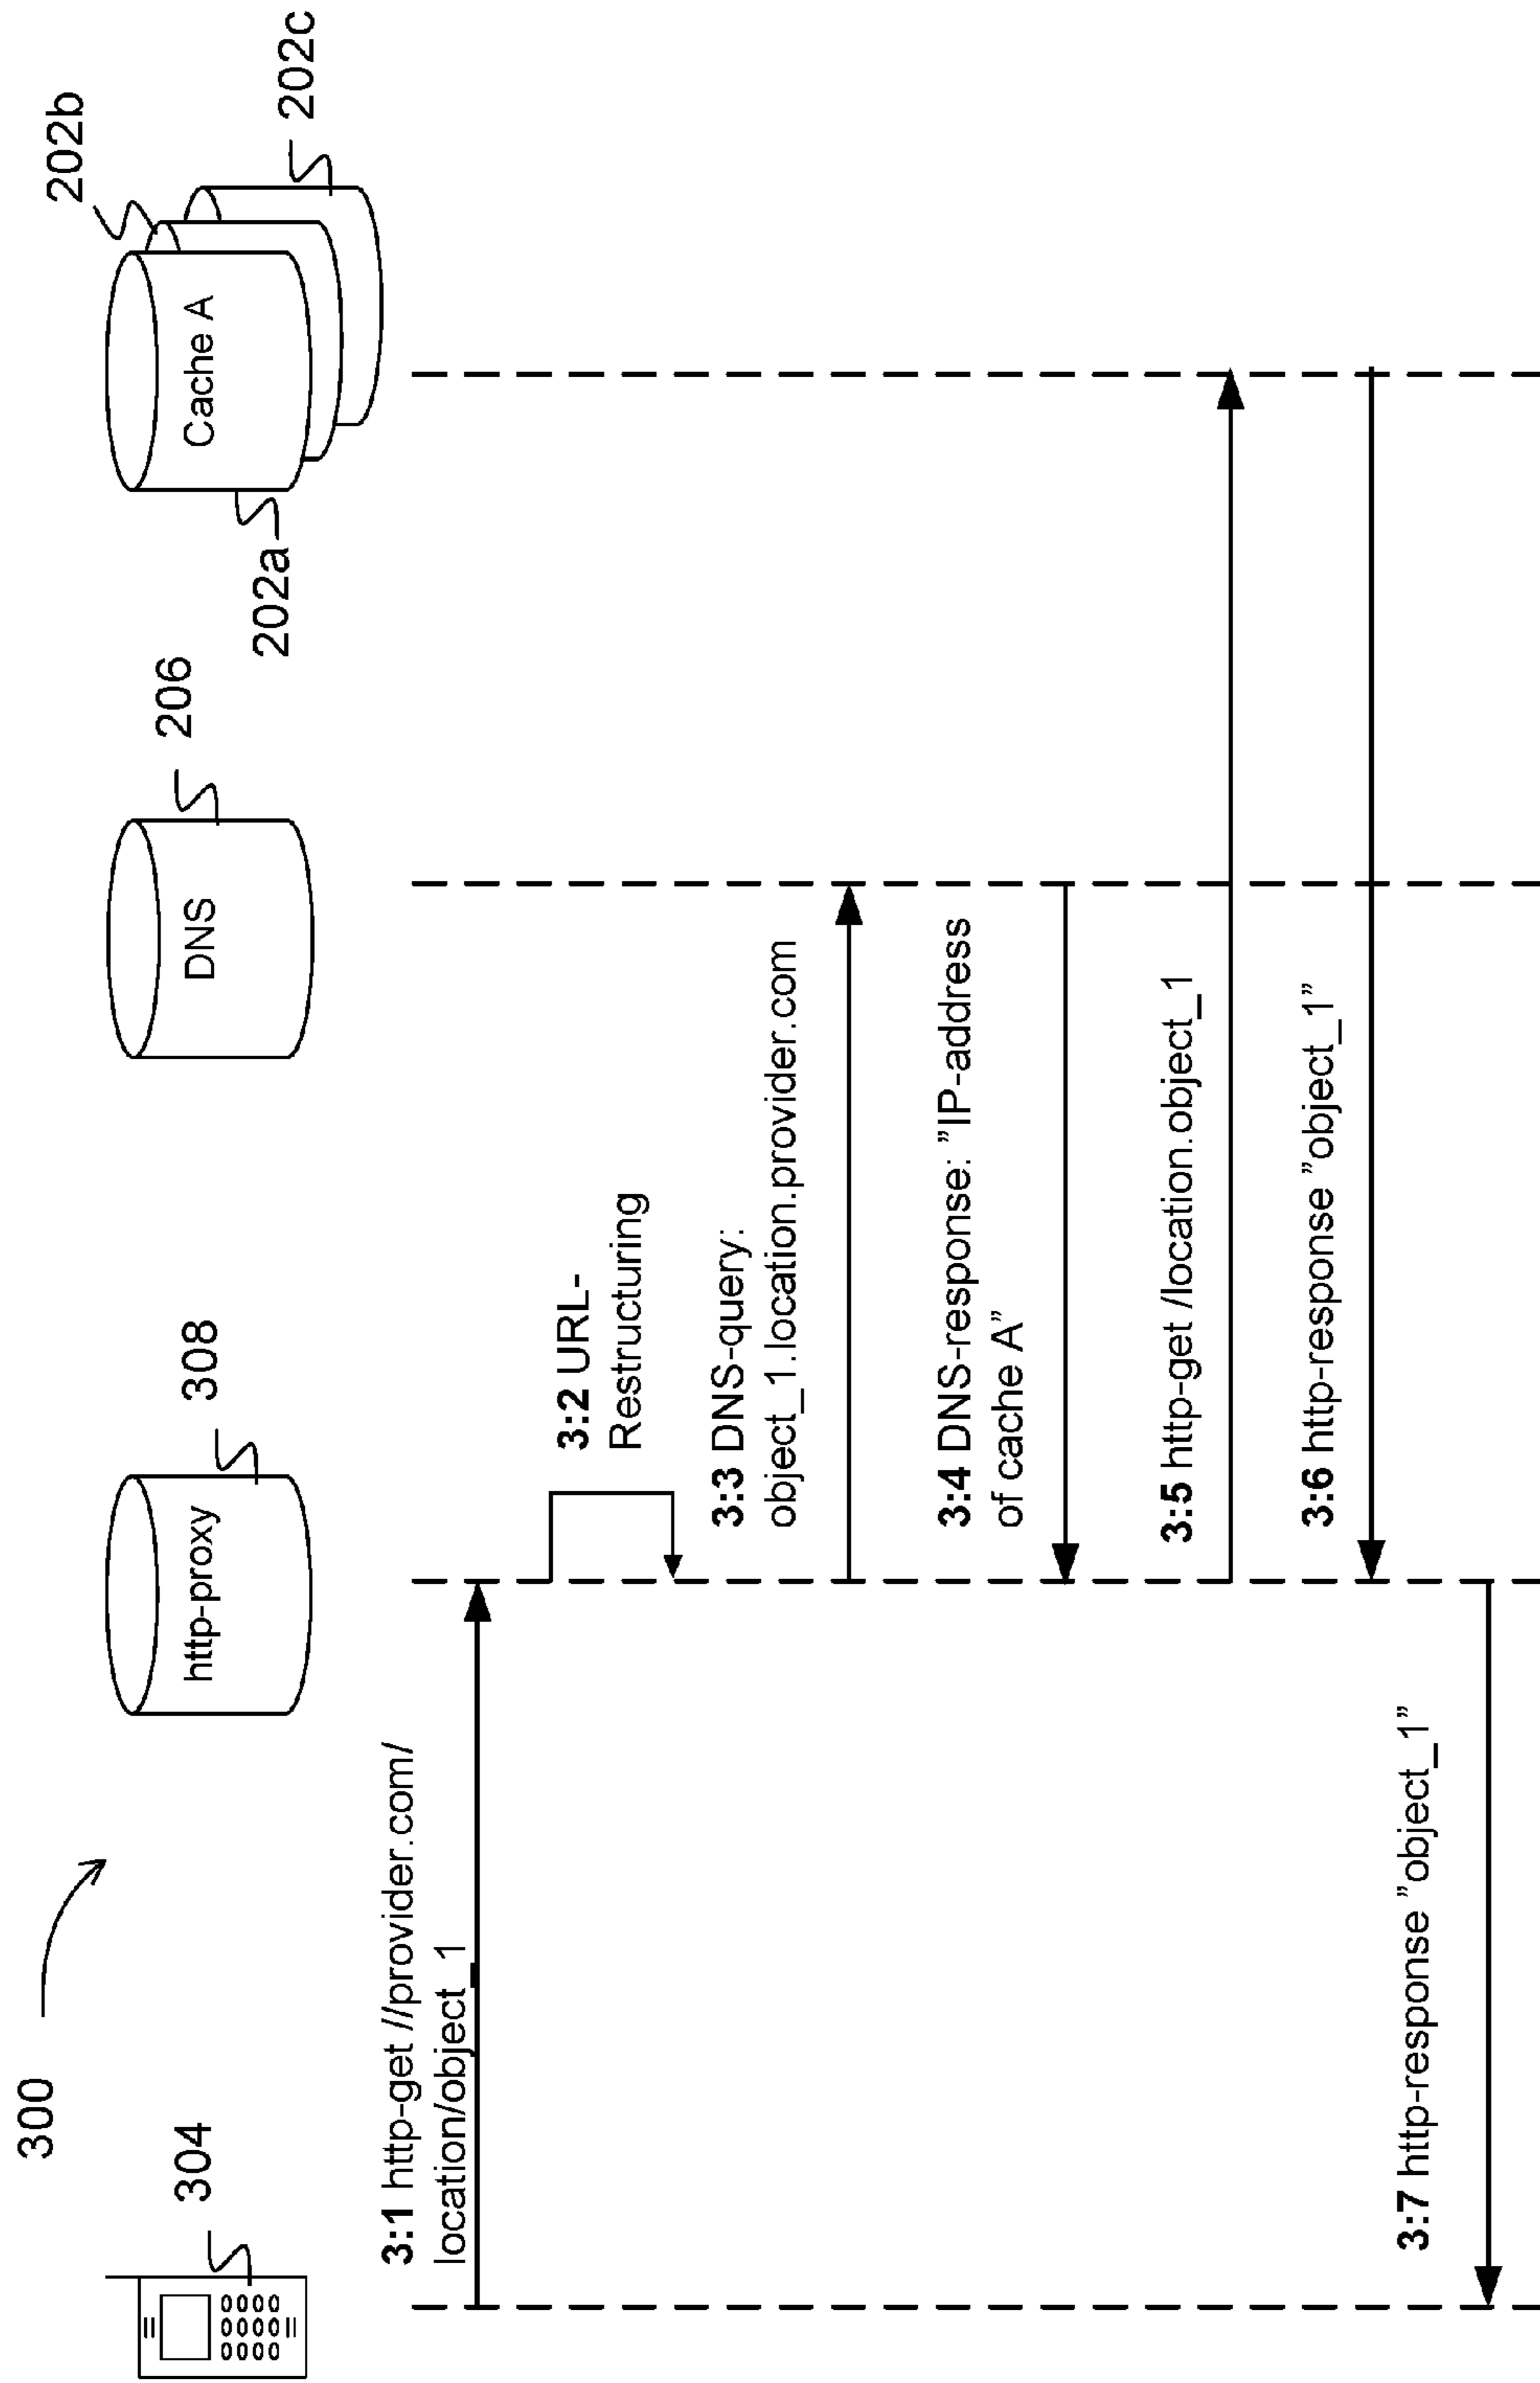 300
304
308
206
202a
202b
202c
http-proxy
DNS
Cache A
3:1 http-get //provider.com/
location/object_1
3:2 URL-
Restructuring
3:3 DNS-query:
object_1.location.provider.com
3:4 DNS-response: ”IP-address
of cache A”
3:5 http-get /location.object_1
3:6 http-response ”object_1”
3:7 http-response ”object_1”